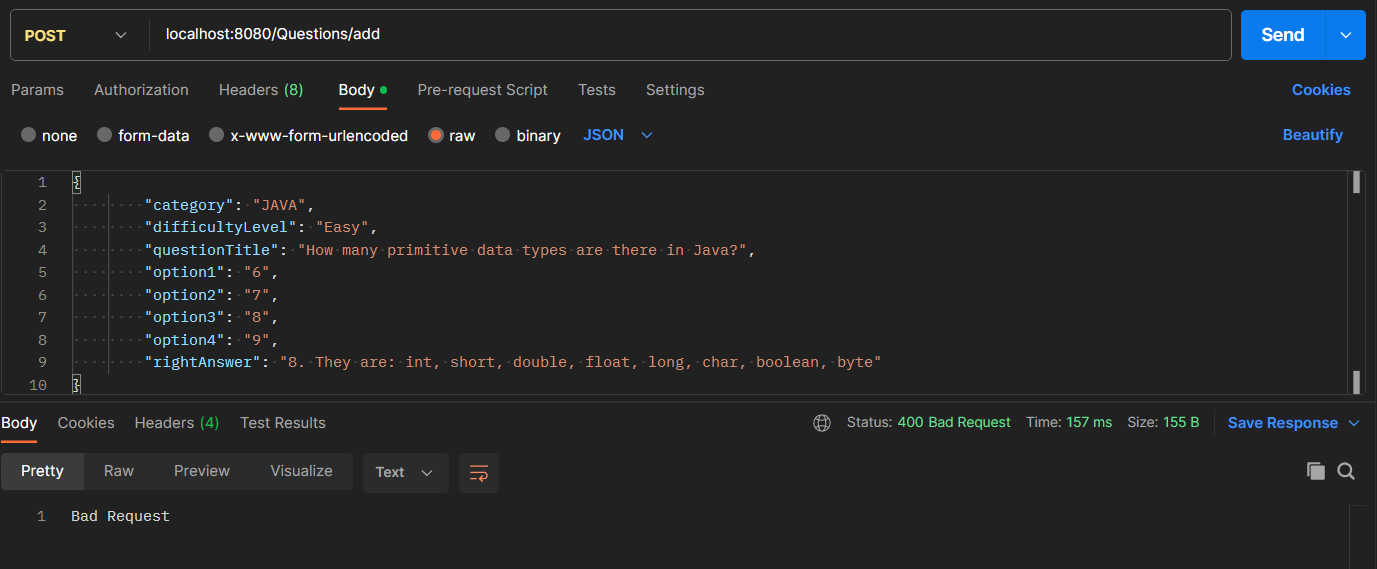 POST localhost:8080/Questions/add Send
Params Authorization Headers (8) Body Pre-request Script Tests Settings Cookies
none form-data x-www-form-urlencoded raw binary JSON Beautify
1 {
2 "category": "JAVA",
3 "difficultyLevel": "Easy",
4 "questionTitle": "How many primitive data types are there in Java?",
5 "option1": "6",
6 "option2": "7",
7 "option3": "8",
8 "option4": "9",
9 "rightAnswer": "8. They are: int, short, double, float, long, char, boolean, byte"
10 }
Body Cookies Headers (4) Test Results Status: 400 Bad Request Time: 157 ms Size: 155 B Save Response
Pretty Raw Preview Visualize Text
1 Bad Request